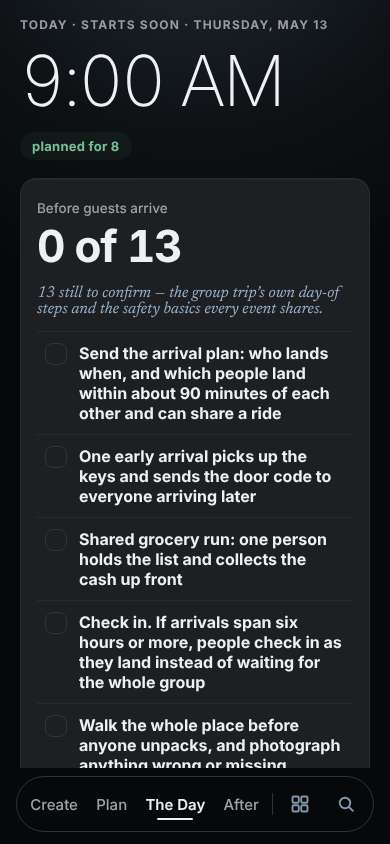 TODAY · STARTS SOON · THURSDAY, MAY 13
9:00 AM
planned for 8
Before guests arrive
0 of 13
13 still to confirm – the group trip's own day-of
steps and the safety basics every event shares.
Send the arrival plan: who lands
when, and which people land
within about 90 minutes of each
other and can share a ride
One early arrival picks up the
keys and sends the door code to
everyone arriving later
Shared grocery run: one person
holds the list and collects the
cash up front
Check in. If arrivals span six
hours or more, people check in as
they land instead of waiting for
the whole group
Walk the whole place before
anyone unpacks, and photograph
anything wrong or missing
Create Plan The Day After